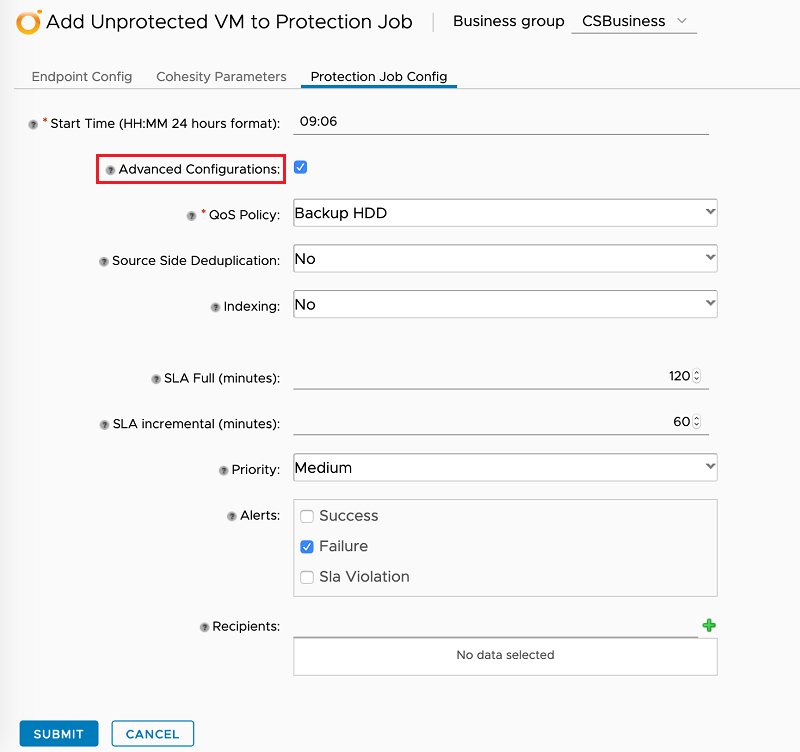 Add Unprotected VM to Protection Job Business group CSBusiness
Endpoint Config Cohesity Parameters Protection Job Config
? * Start Time (HH:MM 24 hours format): 09:06
? Advanced Configurations:
? * QoS Policy: Backup HDD
? Source Side Deduplication: No
? Indexing: No
? SLA Full (minutes): 120
? SLA incremental (minutes): 60
? Priority: Medium
? Alerts: Success
Failure
Sla Violation
? Recipients:
No data selected
SUBMIT CANCEL